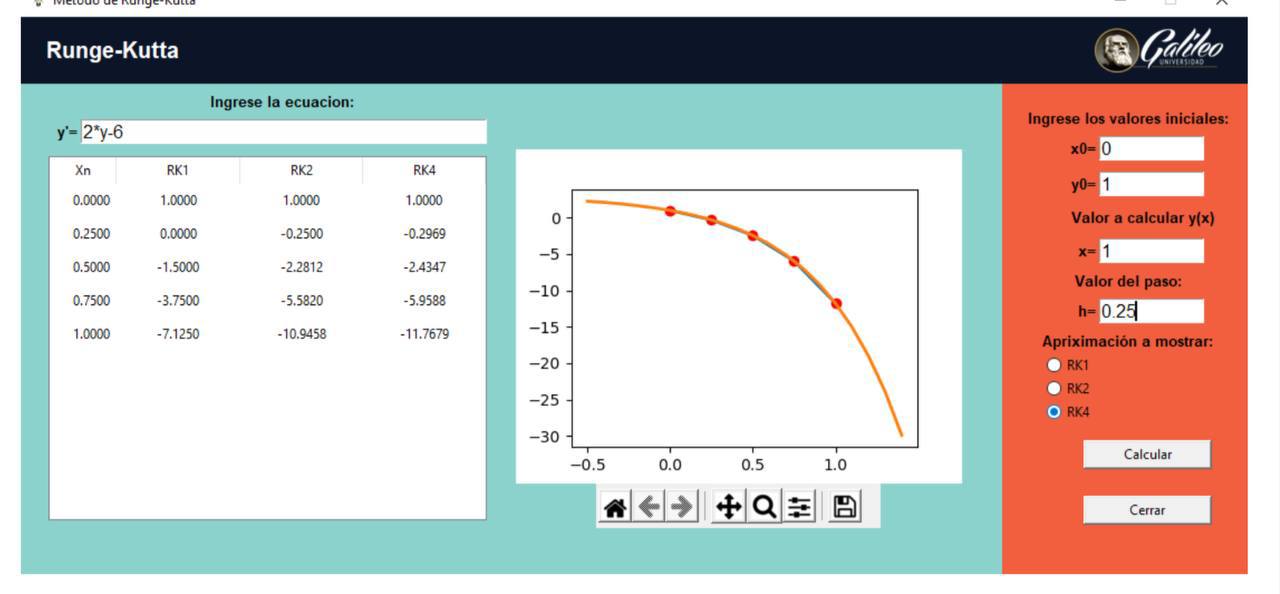 Método de Runge-Kutta
Runge-Kutta
Galileo
UNIVERSIDAD
Ingrese la ecuacion:
y'= 2*y-6
Xn RK1 RK2 RK4
0.0000 1.0000 1.0000 1.0000
0.2500 0.0000 -0.2500 -0.2969
0.5000 -1.5000 -2.2812 -2.4347
0.7500 -3.7500 -5.5820 -5.9588
1.0000 -7.1250 -10.9458 -11.7679
0
−5
−10
−15
−20
−25
−30
−0.5 0.0 0.5 1.0
Ingrese los valores iniciales:
x0= 0
y0= 1
Valor a calcular y(x)
x= 1
Valor del paso:
h= 0.25
Apriximación a mostrar:
RK1
RK2
RK4
Calcular
Cerrar